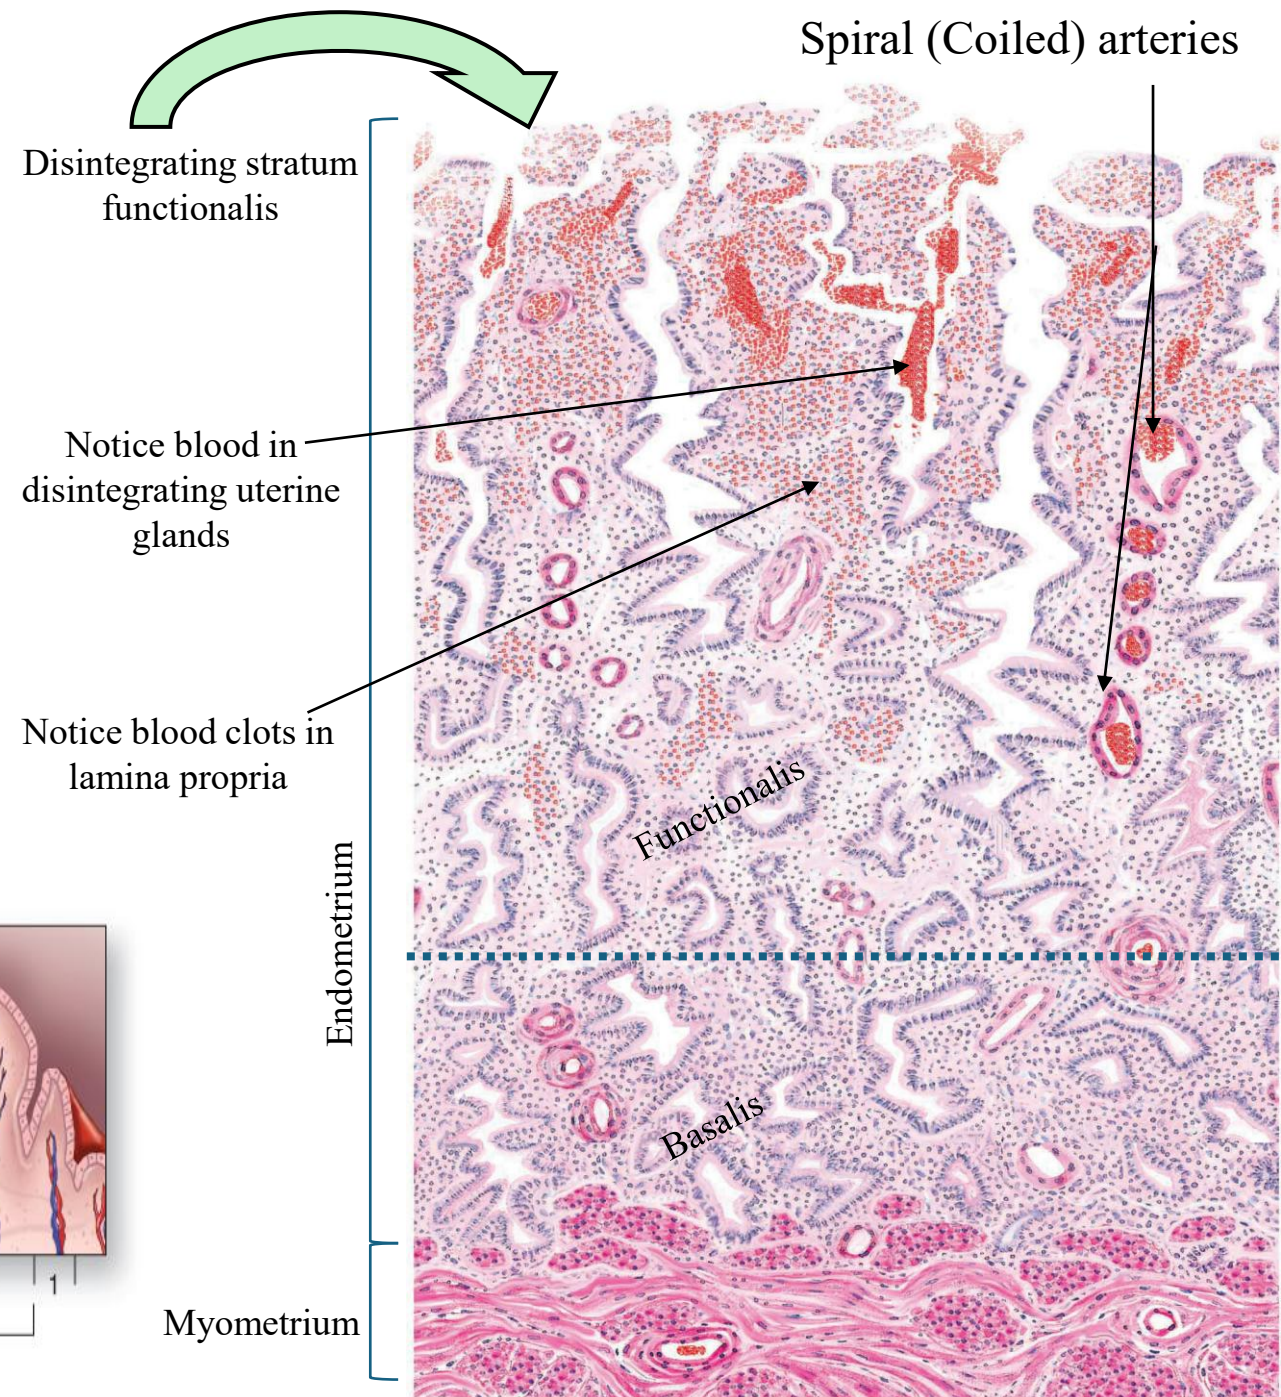 Spiral (Coiled) arteries
Disintegrating stratum
functionalis
Notice blood in
disintegrating uterine
glands
Notice blood clots in
lamina propria
Functionalis
Endometrium
Basalis
1
Myometrium